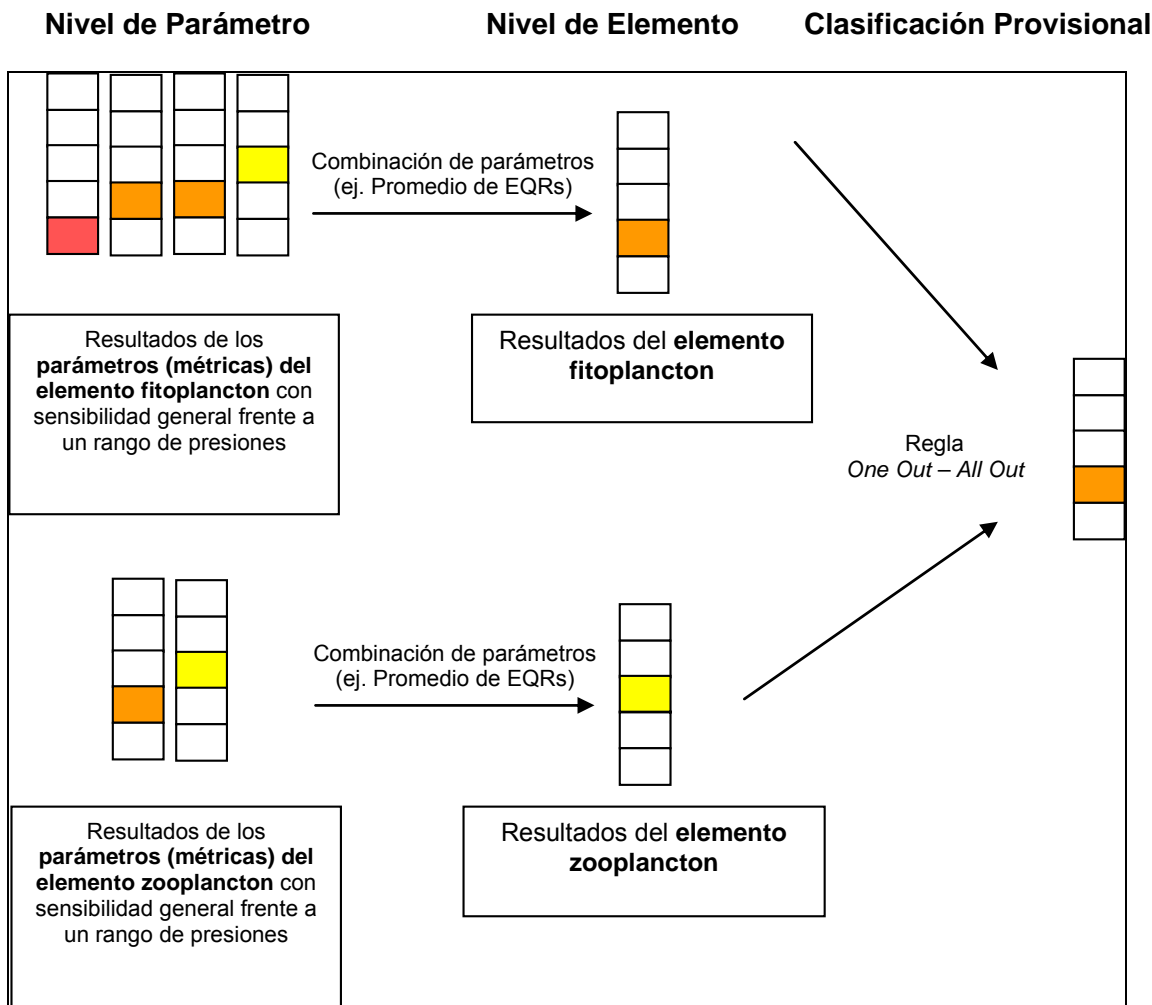 Nivel de Parámetro
Nivel de Elemento
Clasificación Provisional
Combinación de parámetros
(ej. Promedio de EQRs)
Resultados de los
parámetros (métricas) del
elemento fitoplancton con
sensibilidad general frente a
un rango de presiones
Resultados del elemento
fitoplancton
Regla
One Out – All Out
Combinación de parámetros
(ej. Promedio de EQRs)
Resultados de los
parámetros (métricas) del
elemento zooplancton con
sensibilidad general frente a
un rango de presiones
Resultados del elemento
zooplancton